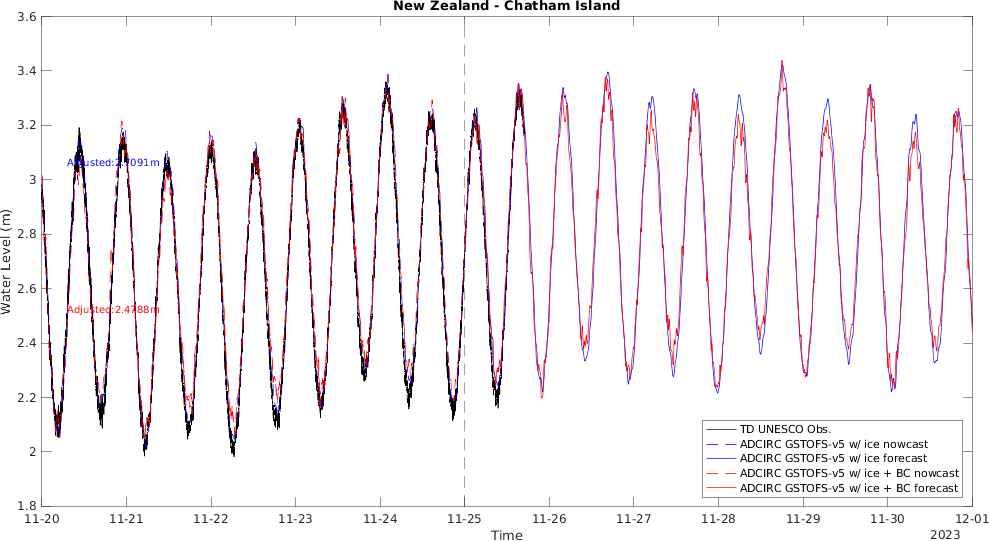 New Zealand - Chatham Island
3.6
3.4
3.2
3
2.8
2.6
2.4
2.2
2
1.8
Water Level (m)
Adjusted:2.4788m
TD UNESCO Obs.
ADCIRC GSTOFS-v5 w/ ice nowcast
ADCIRC GSTOFS-v5 w/ ice forecast
ADCIRC GSTOFS-v5 w/ ice + BC nowcast
ADCIRC GSTOFS-v5 w/ ice + BC forecast
11-20 11-21 11-22 11-23 11-24 11-25 11-26 11-27 11-28 11-29 11-30 12-01
Time
2023